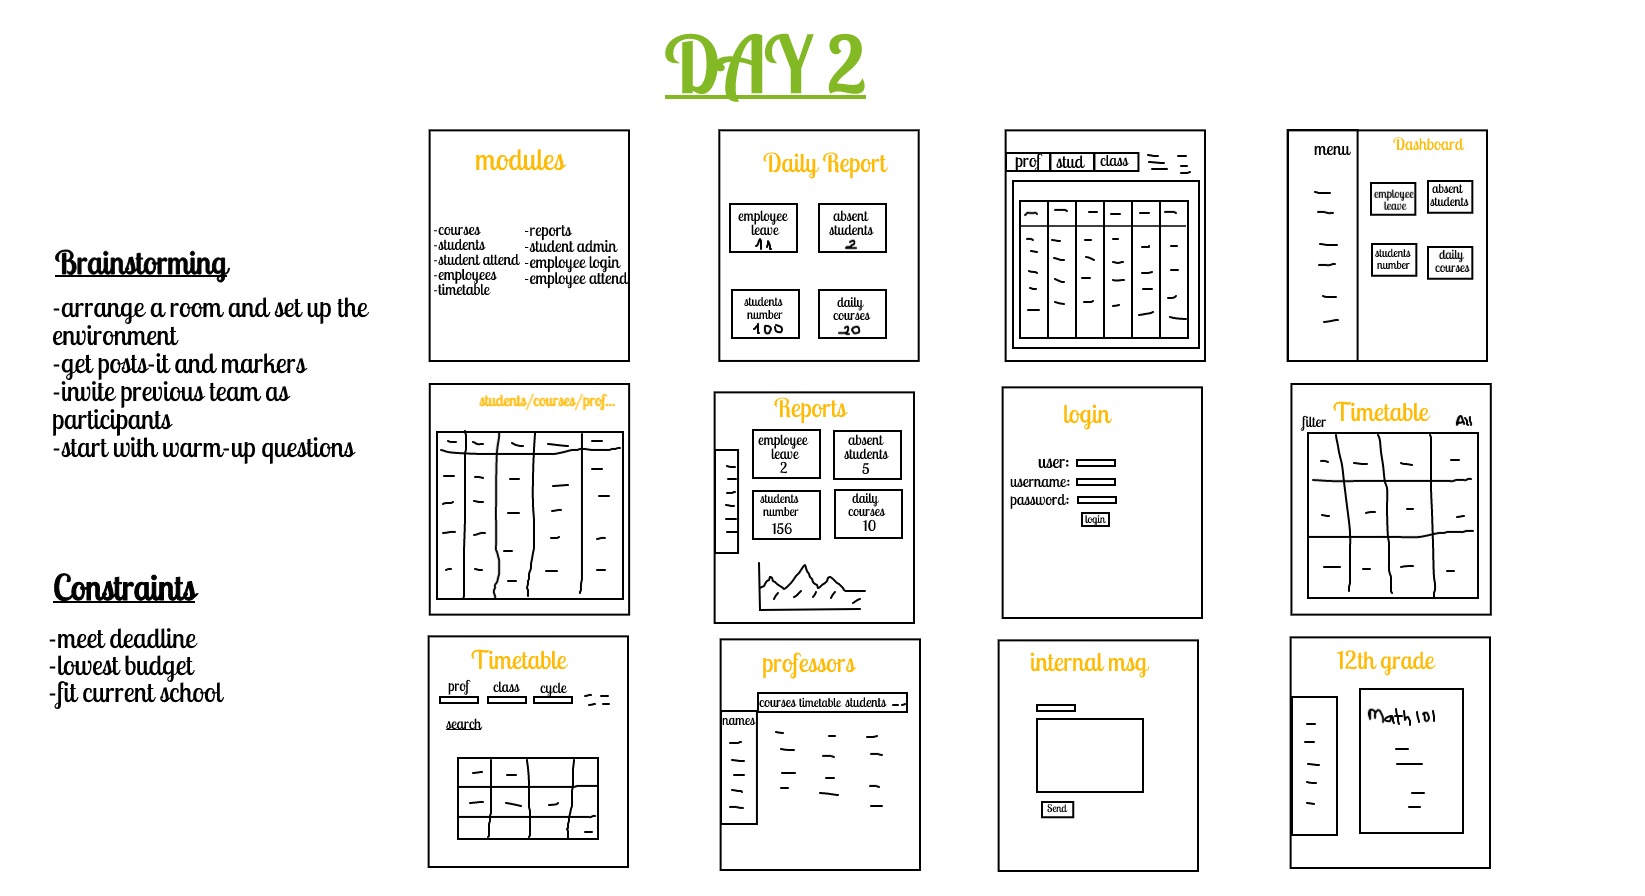 DAY 2
Brainstorming
-arrange a room and set up the
environment
-get posts-it and markers
-invite previous team as
participants
-start with warm-up questions
Constraints
-meet deadline
-lowest budget
-fit current school
modules
-courses
-students
-student attend
-employees
-timetable
-reports
-student admin
-employee login
-employee attend
Daily Report
employee
leave
11
absent
students
2
students
number
100
daily
courses
20
prof stud class
menu
Dashboard
employee
leave
absent
students
students
number
daily
courses
students/courses/prof...
Reports
employee
leave
2
absent
students
5
students
number
156
daily
courses
10
login
user:
username:
password:
login
Timetable
filter
All
Timetable
prof class cycle
search
professors
courses timetable students
names
internal msg
Send
12th grade
Math 101